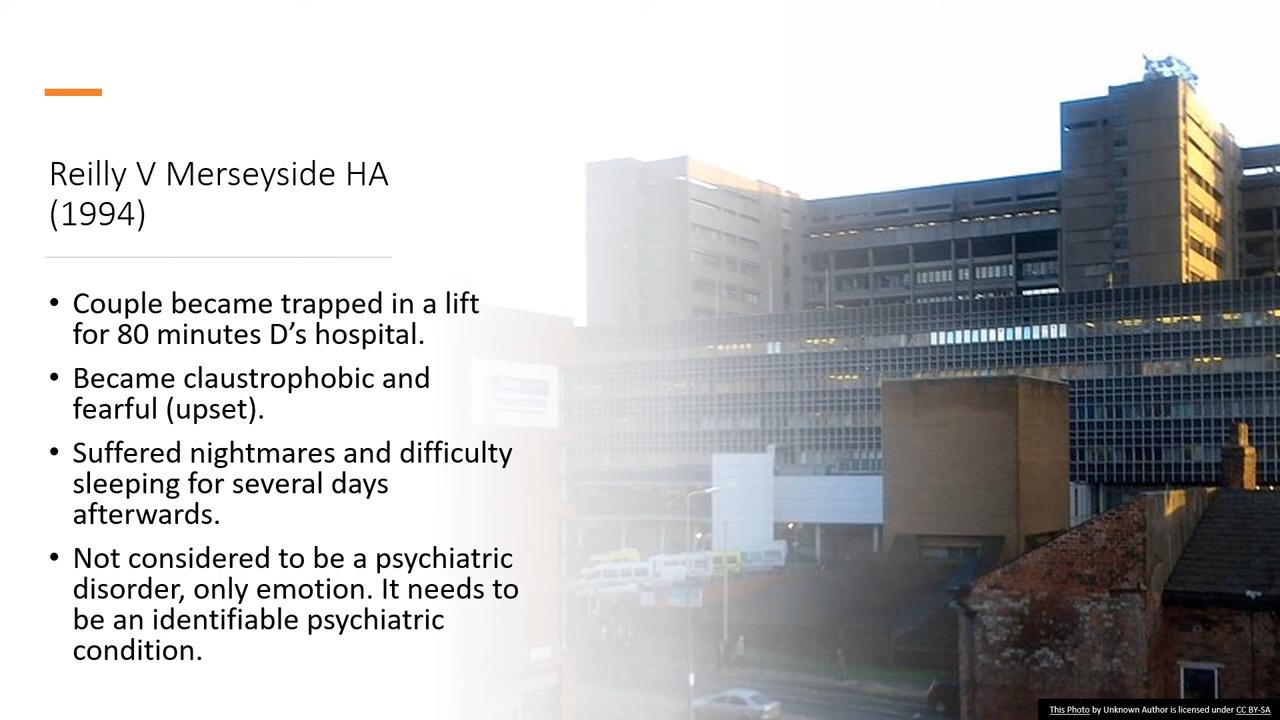 Reilly V Merseyside HA
(1994)
• Couple became trapped in a lift
for 80 minutes D’s hospital.
• Became claustrophobic and
fearful (upset).
• Suffered nightmares and difficulty
sleeping for several days
afterwards.
• Not considered to be a psychiatric
disorder, only emotion. It needs to
be an identifiable psychiatric
condition.
This Photo by Unknown Author is licensed under CC BY-SA